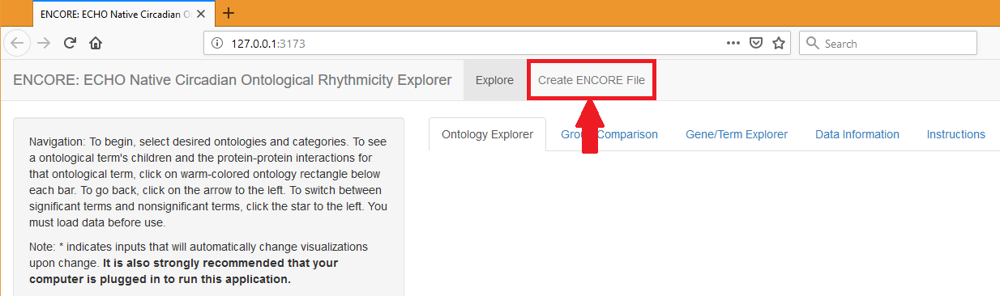 ENCORE: ECHO Native Circadian O
127.0.0.1:3173
Search
ENCORE: ECHO Native Circadian Ontological Rhythmicity Explorer
Explore
Create ENCORE File
Ontology Explorer
Comparison
Gene/Term Explorer
Data Information
Instructions
Navigation: To begin, select desired ontologies and categories. To see
a ontological term's children and the protein-protein interactions for
that ontological term, click on warm-colored ontology rectangle below
each bar. To go back, click on the arrow to the left. To switch between
significant terms and nonsignificant terms, click the star to the left. You
must load data before use.
Note: * indicates inputs that will automatically change visualizations
upon change. It is also strongly recommended that your
computer is plugged in to run this application.